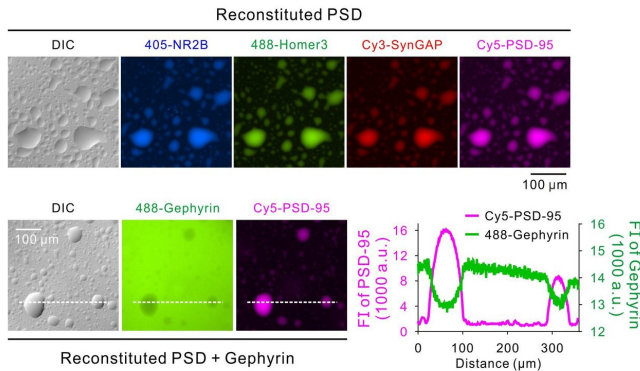 Reconstituted PSD
DIC
405-NR2B
488-Homer3
Cy3-SynGAP
Cy5-PSD-95
100 µm
DIC
488-Gephyrin
Cy5-PSD-95
100 µm
Reconstituted PSD + Gephyrin
Cy5-PSD-95
488-Gephyrin
FI of PSD-95
(1000 a.u.)
16
12
8
4
0
FI of Gephyrin
(1000 a.u.)
16
15
14
13
12
0 100 200 300
Distance (µm)